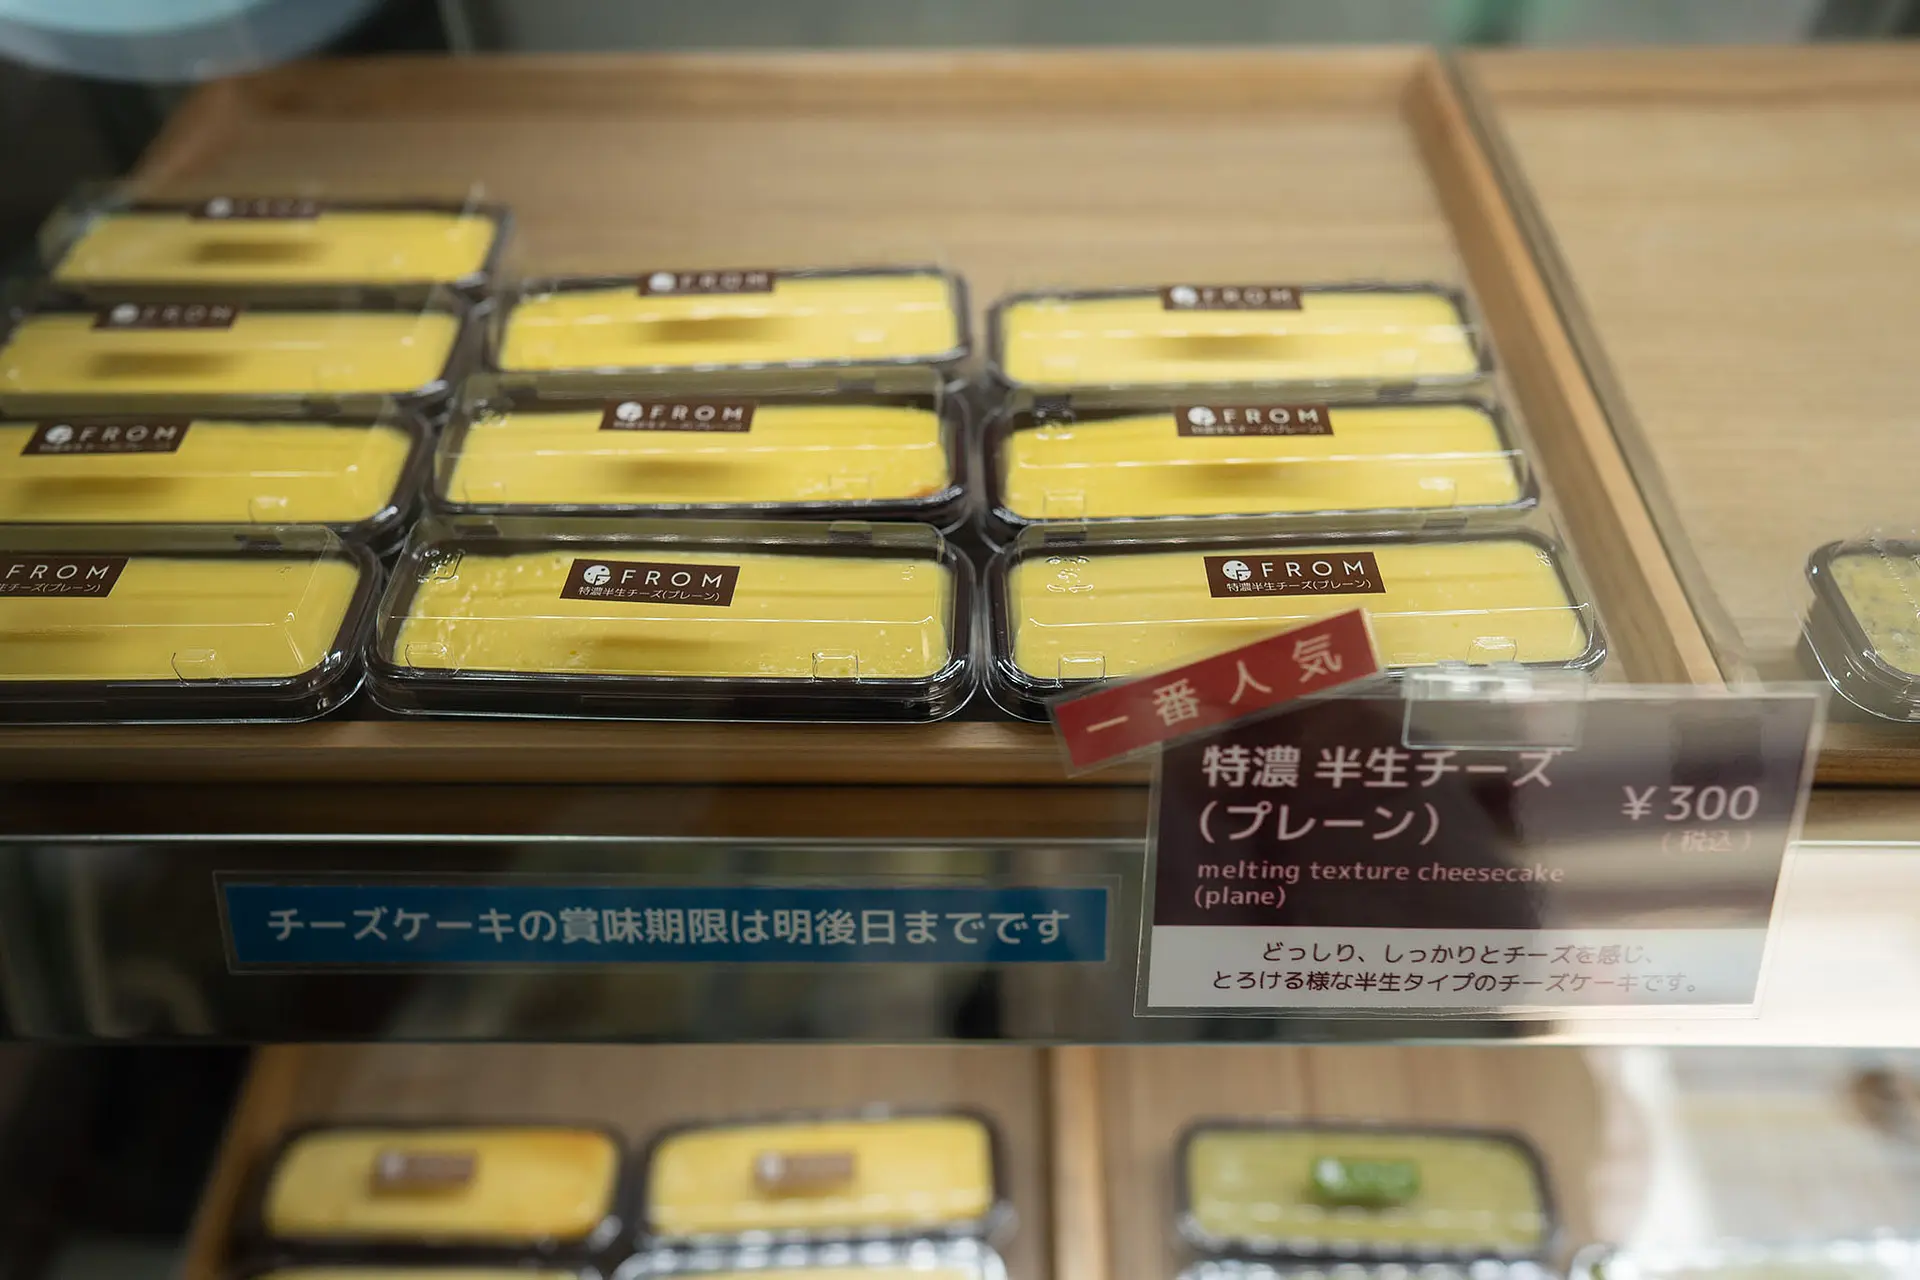 FROM
FROM
FROM
FROM
FROM
FROM
特濃半生チーズ(プレーン)
FROM
特濃半生チーズ(プレーン)
FROM
チーズ(プレーン)
FROM
特濃半生チーズ(プレーン)
FROM
特濃半生チーズ(プレーン)
一番人気
特濃 半生チーズ
(プレーン)
¥300
(税込)
melting texture cheesecake
(plane)
どっしり、しっかりとチーズを感じ、
とろける様な半生タイプのチーズケーキです。
チーズケーキの賞味期限は明後日までです